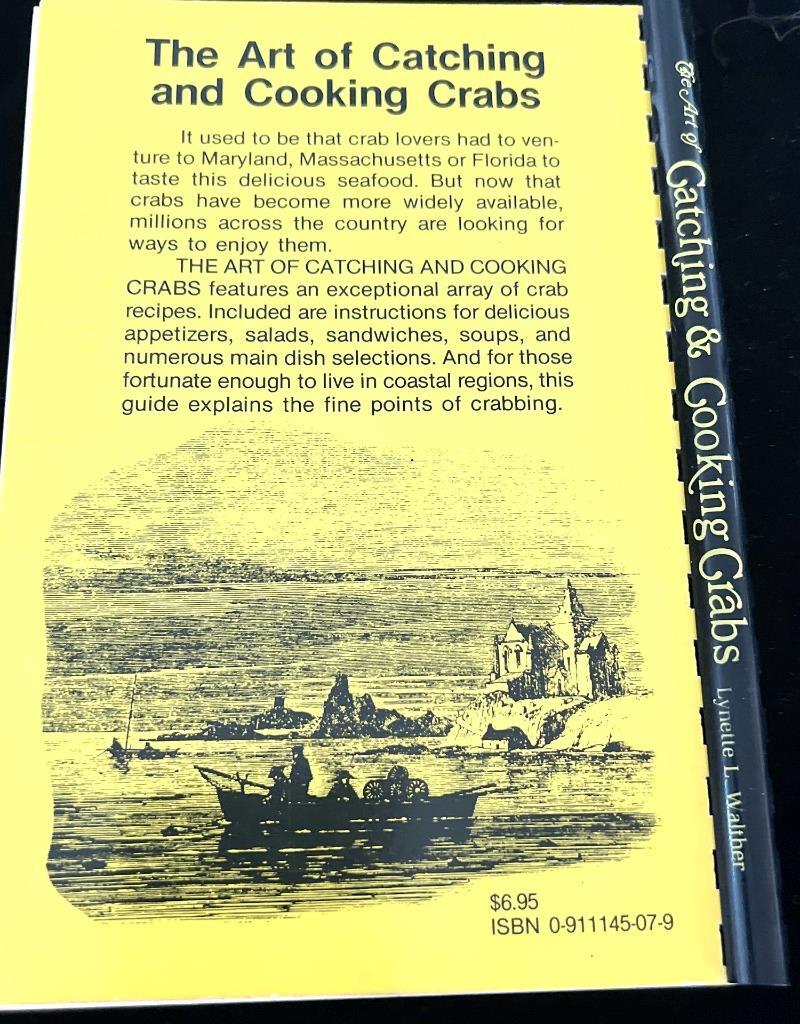 The Art of Catching
and Cooking Crabs
It used to be that crab lovers had to ven-
ture to Maryland, Massachusetts or Florida to
taste this delicious seafood. But now that
crabs have become more widely available,
millions across the country are looking for
ways to enjoy them.
THE ART OF CATCHING AND COOKING
CRABS features an exceptional array of crab
recipes. Included are instructions for delicious
appetizers, salads, sandwiches, soups, and
numerous main dish selections. And for those
fortunate enough to live in coastal regions, this
guide explains the fine points of crabbing.
$6.95
ISBN 0-911145-07-9
The Art of Catching & Cooking Crabs Lynette L. Walther